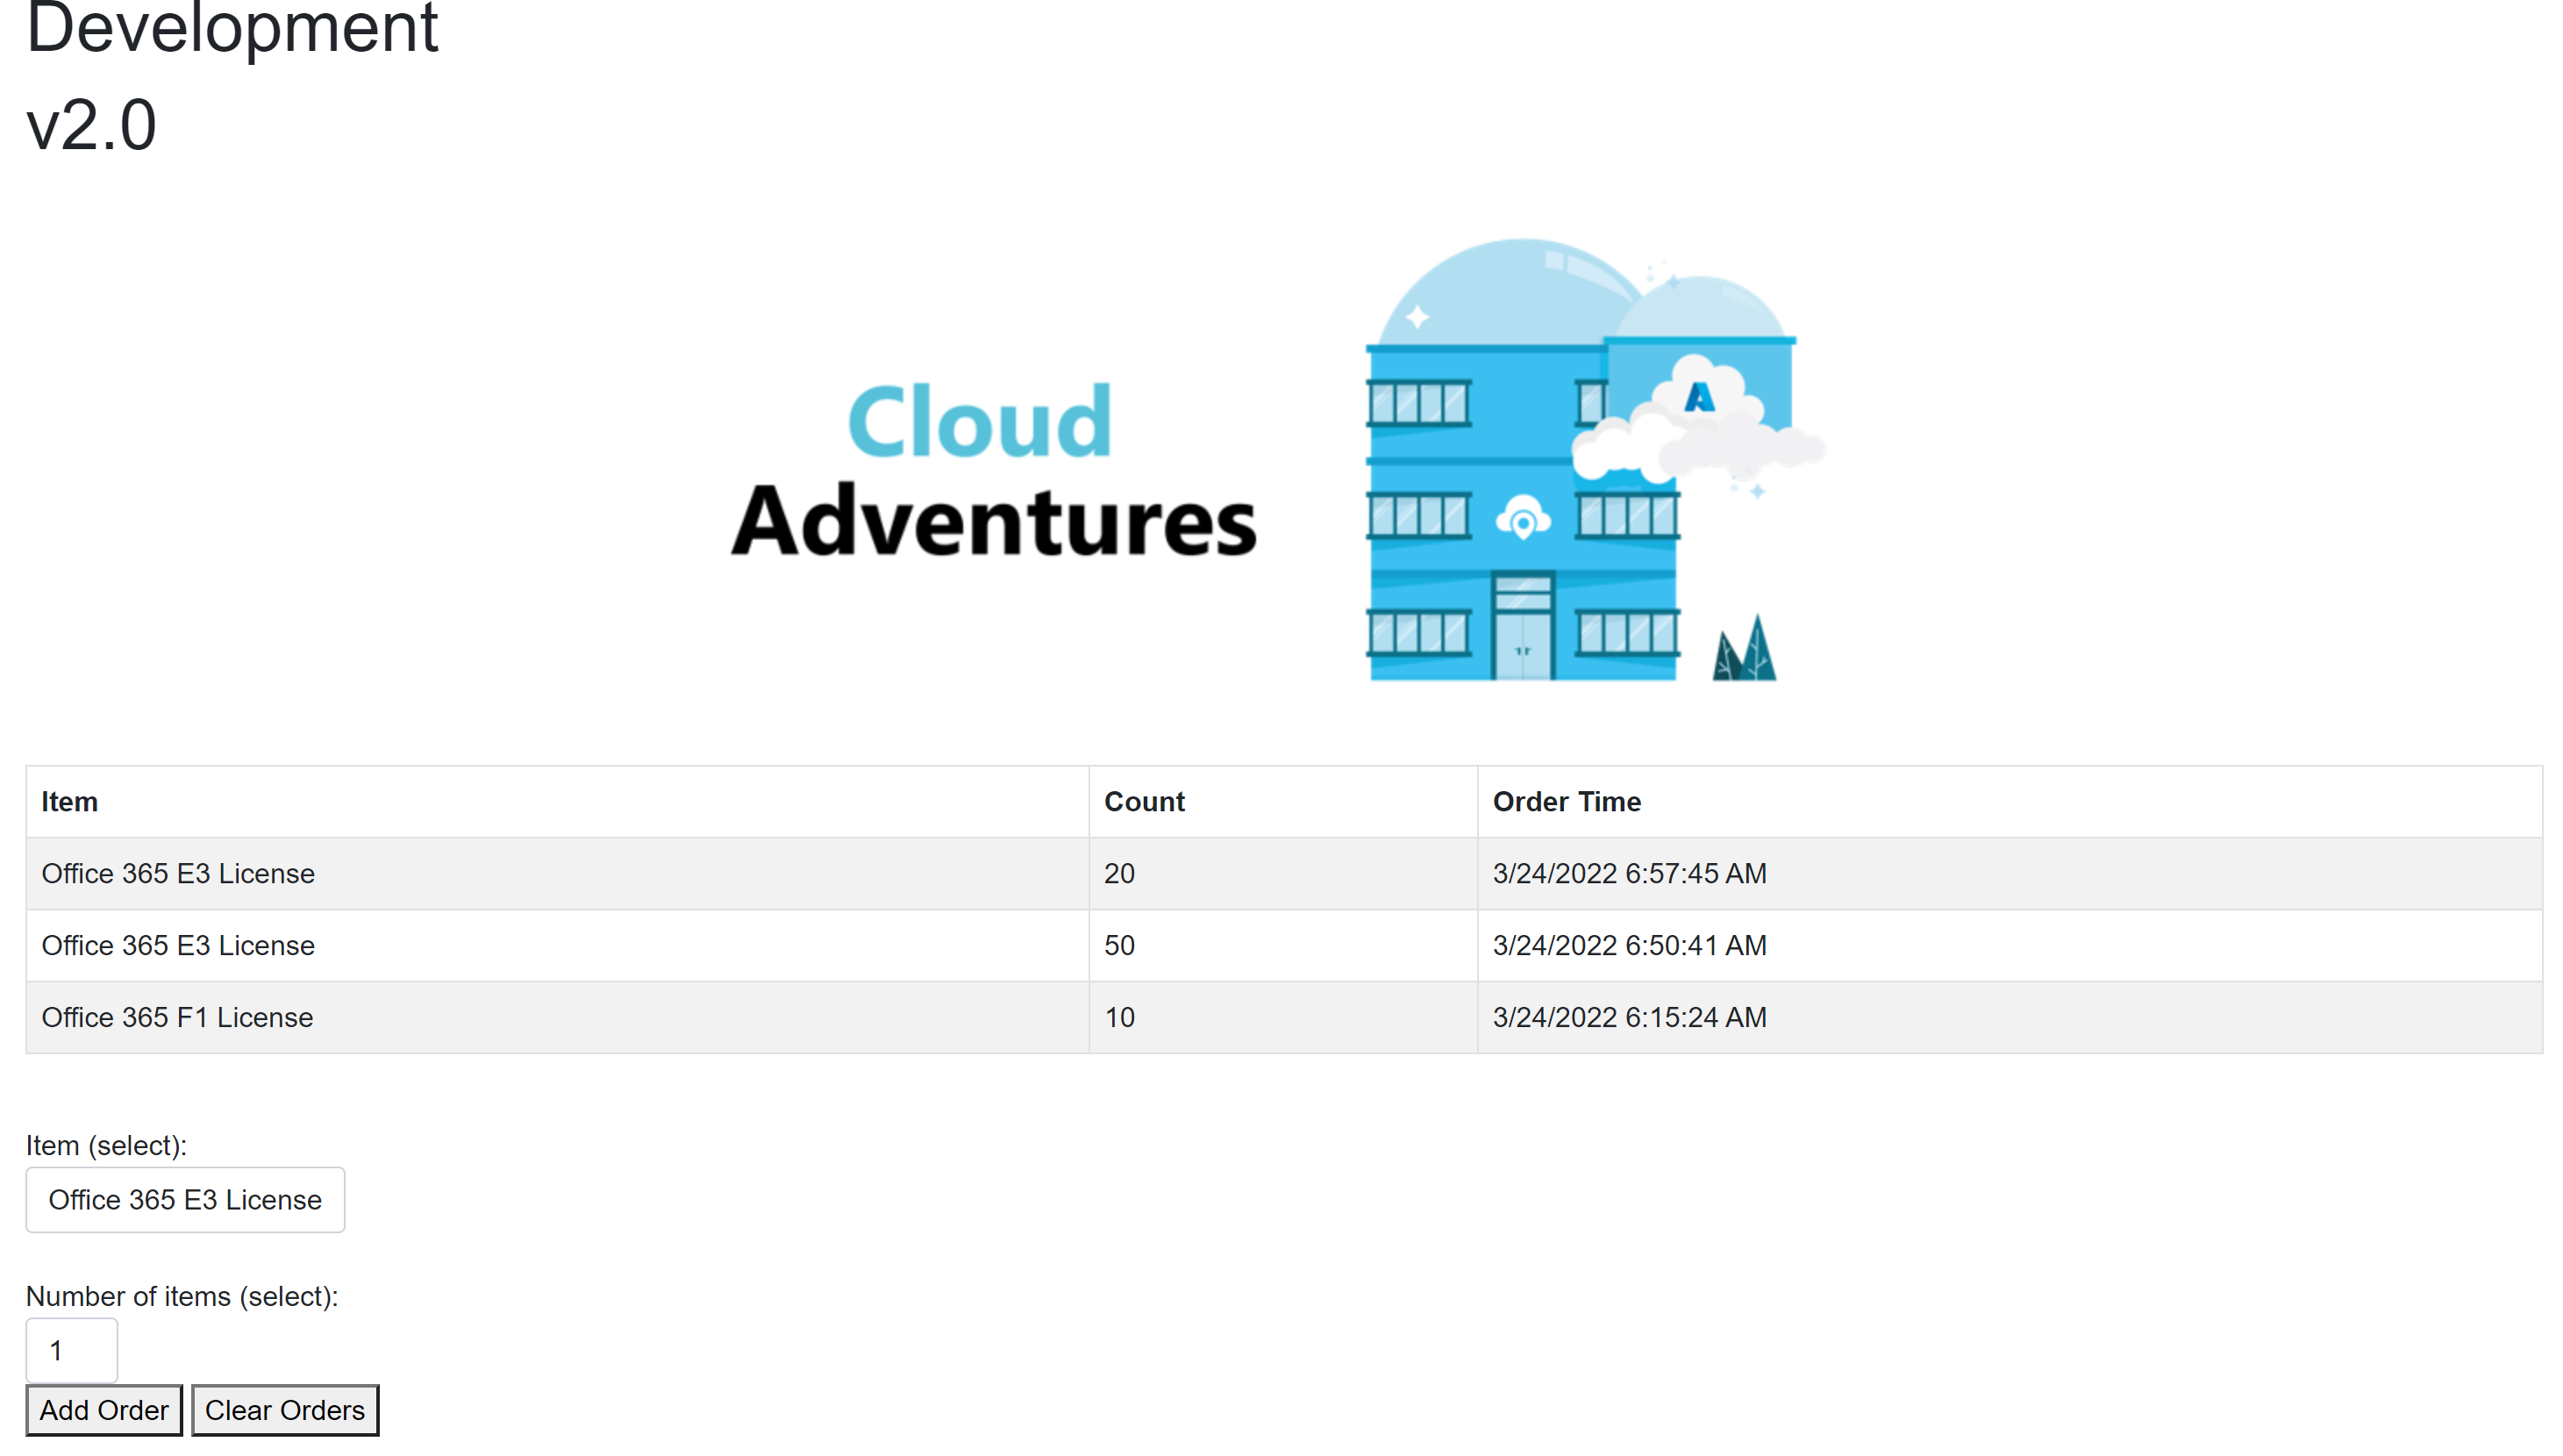 Development
v2.0
Cloud
Adventures
Item Count Order Time
Office 365 E3 License 20 3/24/2022 6:57:45 AM
Office 365 E3 License 50 3/24/2022 6:50:41 AM
Office 365 F1 License 10 3/24/2022 6:15:24 AM
Item (select):
Office 365 E3 License
Number of items (select):
1
Add Order Clear Orders